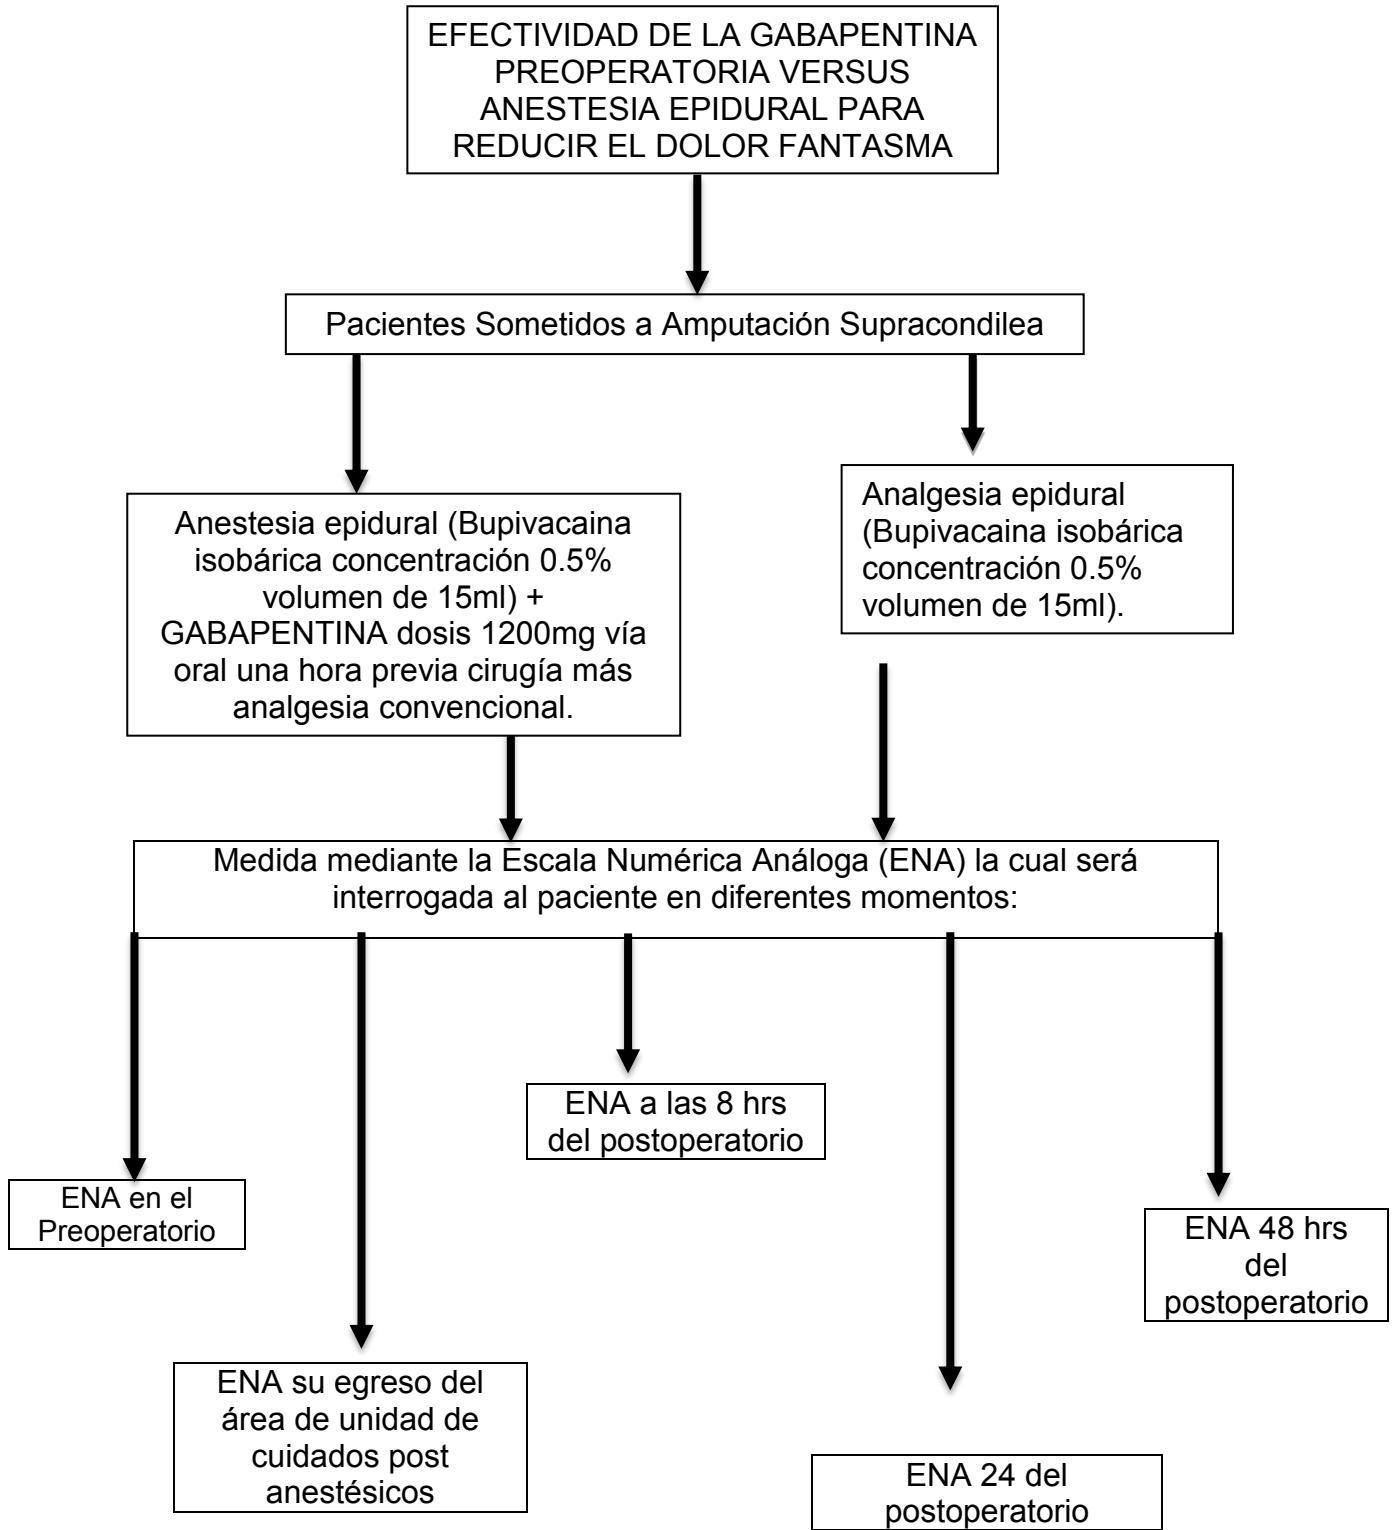 EFECTIVIDAD DE LA GABAPENTINA
PREOPERATORIA VERSUS
ANESTESIA EPIDURAL PARA
REDUCIR EL DOLOR FANTASMA
Pacientes Sometidos a Amputación Supracondilea
Anestesia epidural (Bupivacaina
isobárica concentración 0.5%
volumen de 15ml) +
GABAPENTINA dosis 1200mg vía
oral una hora previa cirugía más
analgesia convencional.
Analgesia epidural
(Bupivacaina isobárica
concentración 0.5%
volumen de 15ml).
Medida mediante la Escala Numérica Análoga (ENA) la cual será
interrogada al paciente en diferentes momentos:
ENA en el
Preoperatorio
ENA su egreso del
área de unidad de
cuidados post
anestésicos
ENA a las 8 hrs
del postoperatorio
ENA 24 del
postoperatorio
ENA 48 hrs
del
postoperatorio